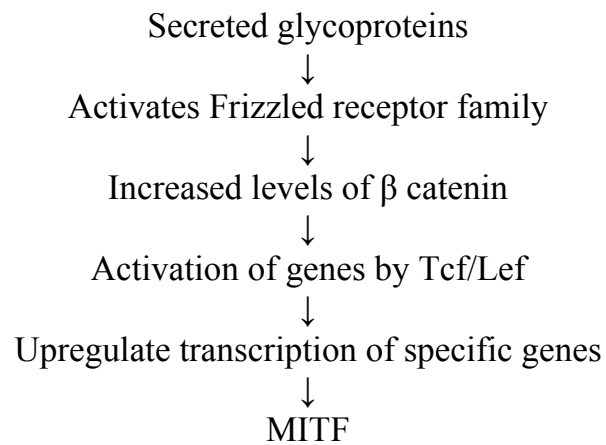 Secreted glycoproteins
↓
Activates Frizzled receptor family
↓
Increased levels of β catenin
↓
Activation of genes by Tcf/Lef
↓
Upregulate transcription of specific genes
↓
MITF